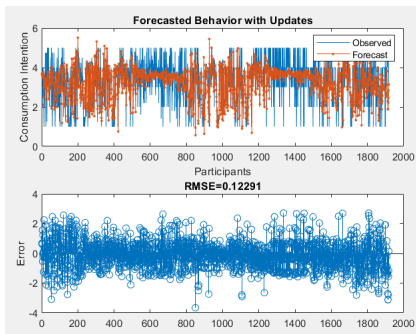 Forecasted Behavior with Updates
6
4
2
0
Consumption Intention
Observed
Forecast
0 200 400 600 800 1000 1200 1400 1600 1800 2000
Participants
RMSE=0.12291
4
2
0
-2
-4
Error
0 200 400 600 800 1000 1200 1400 1600 1800 2000